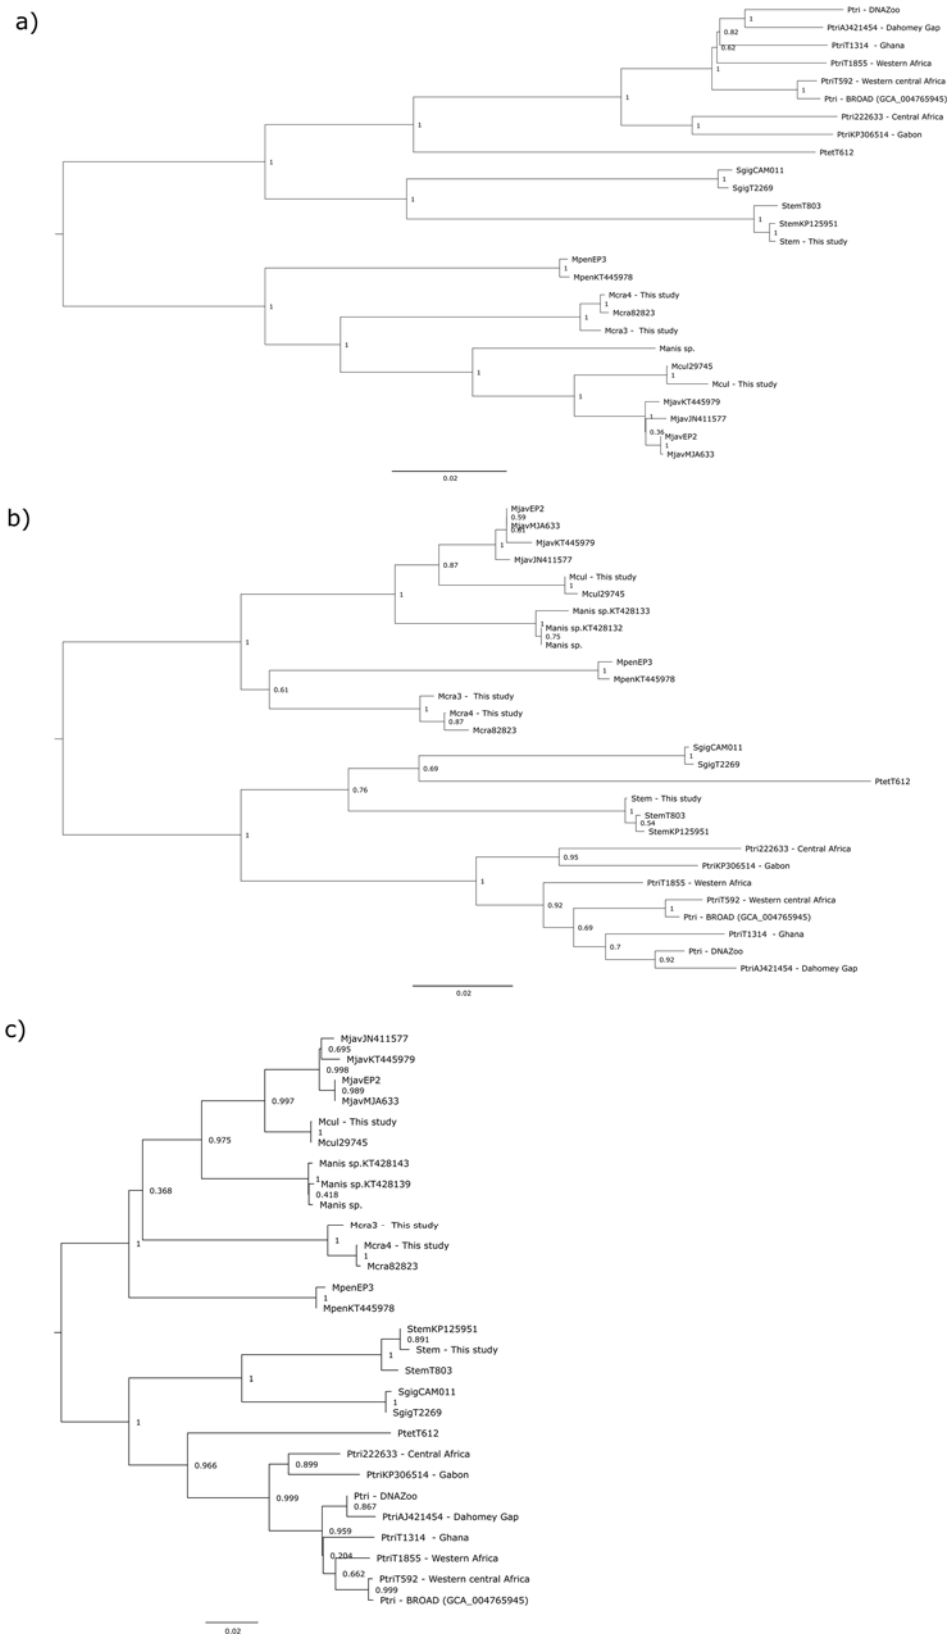 a)
Ptri - DNAZoo
1
0.82
PtriAJ421454 - Dahomey Gap
0.62
PtriT1314 - Ghana
1
PtriT1855 - Western Africa
PtriT592 - Western central Africa
1
1
Ptri - BROAD (GCA_004765945)
Ptri222633 - Central Africa
1
1
PtriKP306514 - Gabon
PtetT612
1
SgigCAM011
1
SgigT2269
1
StemT803
1
StemKP125951
1
Stem - This study
MpenEP3
1
MpenKT445978
1
Mcra4 - This study
1
Mcra82823
1
Mcra3 - This study
1
Manis sp.
1
Mcul29745
1
Mcul - This study
1
MjavKT445979
1
MjavJN411577
0.36
MjavEP2
1
MjavMJA633
0.02
b)
MjavEP2
0.59
MjavMJA633
0.61
1
MjavKT445979
MjavJN411577
0.87
Mcul - This study
1
Mcul29745
1
Manis sp.KT428133
1
Manis sp.KT428132
0.75
Manis sp.
1
MpenEP3
1
MpenKT445978
0.61
Mcra3 - This study
1
Mcra4 - This study
0.87
Mcra82823
SgigCAM011
1
SgigT2269
0.69
PtetT612
0.76
Stem - This study
1
StemT803
0.54
StemKP125951
1
Ptri222633 - Central Africa
0.95
PtriKP306514 - Gabon
1
PtriT1855 - Western Africa
0.92
PtriT592 - Western central Africa
1
Ptri - BROAD (GCA_004765945)
0.69
PtriT1314 - Ghana
0.7
Ptri - DNAZoo
0.92
PtriAJ421454 - Dahomey Gap
0.02
c)
MjavJN411577
0.695
MjavKT445979
0.998
MjavEP2
0.989
MjavMJA633
0.997
Mcul - This study
1
Mcul29745
0.975
Manis sp.KT428143
1
Manis sp.KT428139
0.418
Manis sp.
0.368
Mcra3 - This study
1
Mcra4 - This study
1
Mcra82823
1
MpenEP3
1
MpenKT445978
StemKP125951
0.891
Stem - This study
1
StemT803
1
SgigCAM011
1
SgigT2269
1
PtetT612
0.966
Ptri222633 - Central Africa
0.899
PtriKP306514 - Gabon
0.999
Ptri - DNAZoo
0.867
PtriAJ421454 - Dahomey Gap
0.959
PtriT1314 - Ghana
0.204
PtriT1855 - Western Africa
0.662
PtriT592 - Western central Africa
0.999
Ptri - BROAD (GCA_004765945)
0.02